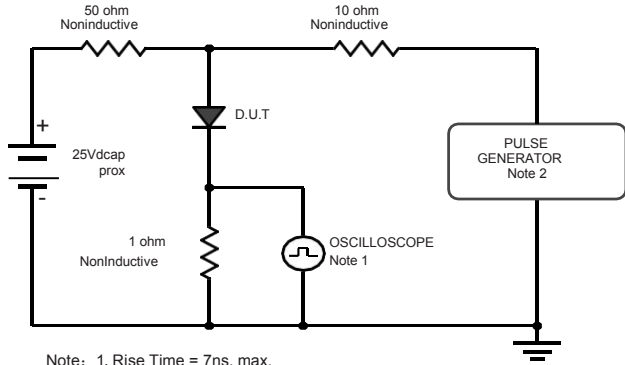 50 ohm
Noninductive
10 ohm
Noninductive
D.U.T
+
25Vdcap
prox
-
PULSE
GENERATOR
Note 2
1 ohm
NonInductive
OSCILLOSCOPE
Note 1
Note: 1. Rise Time = 7ns, max.